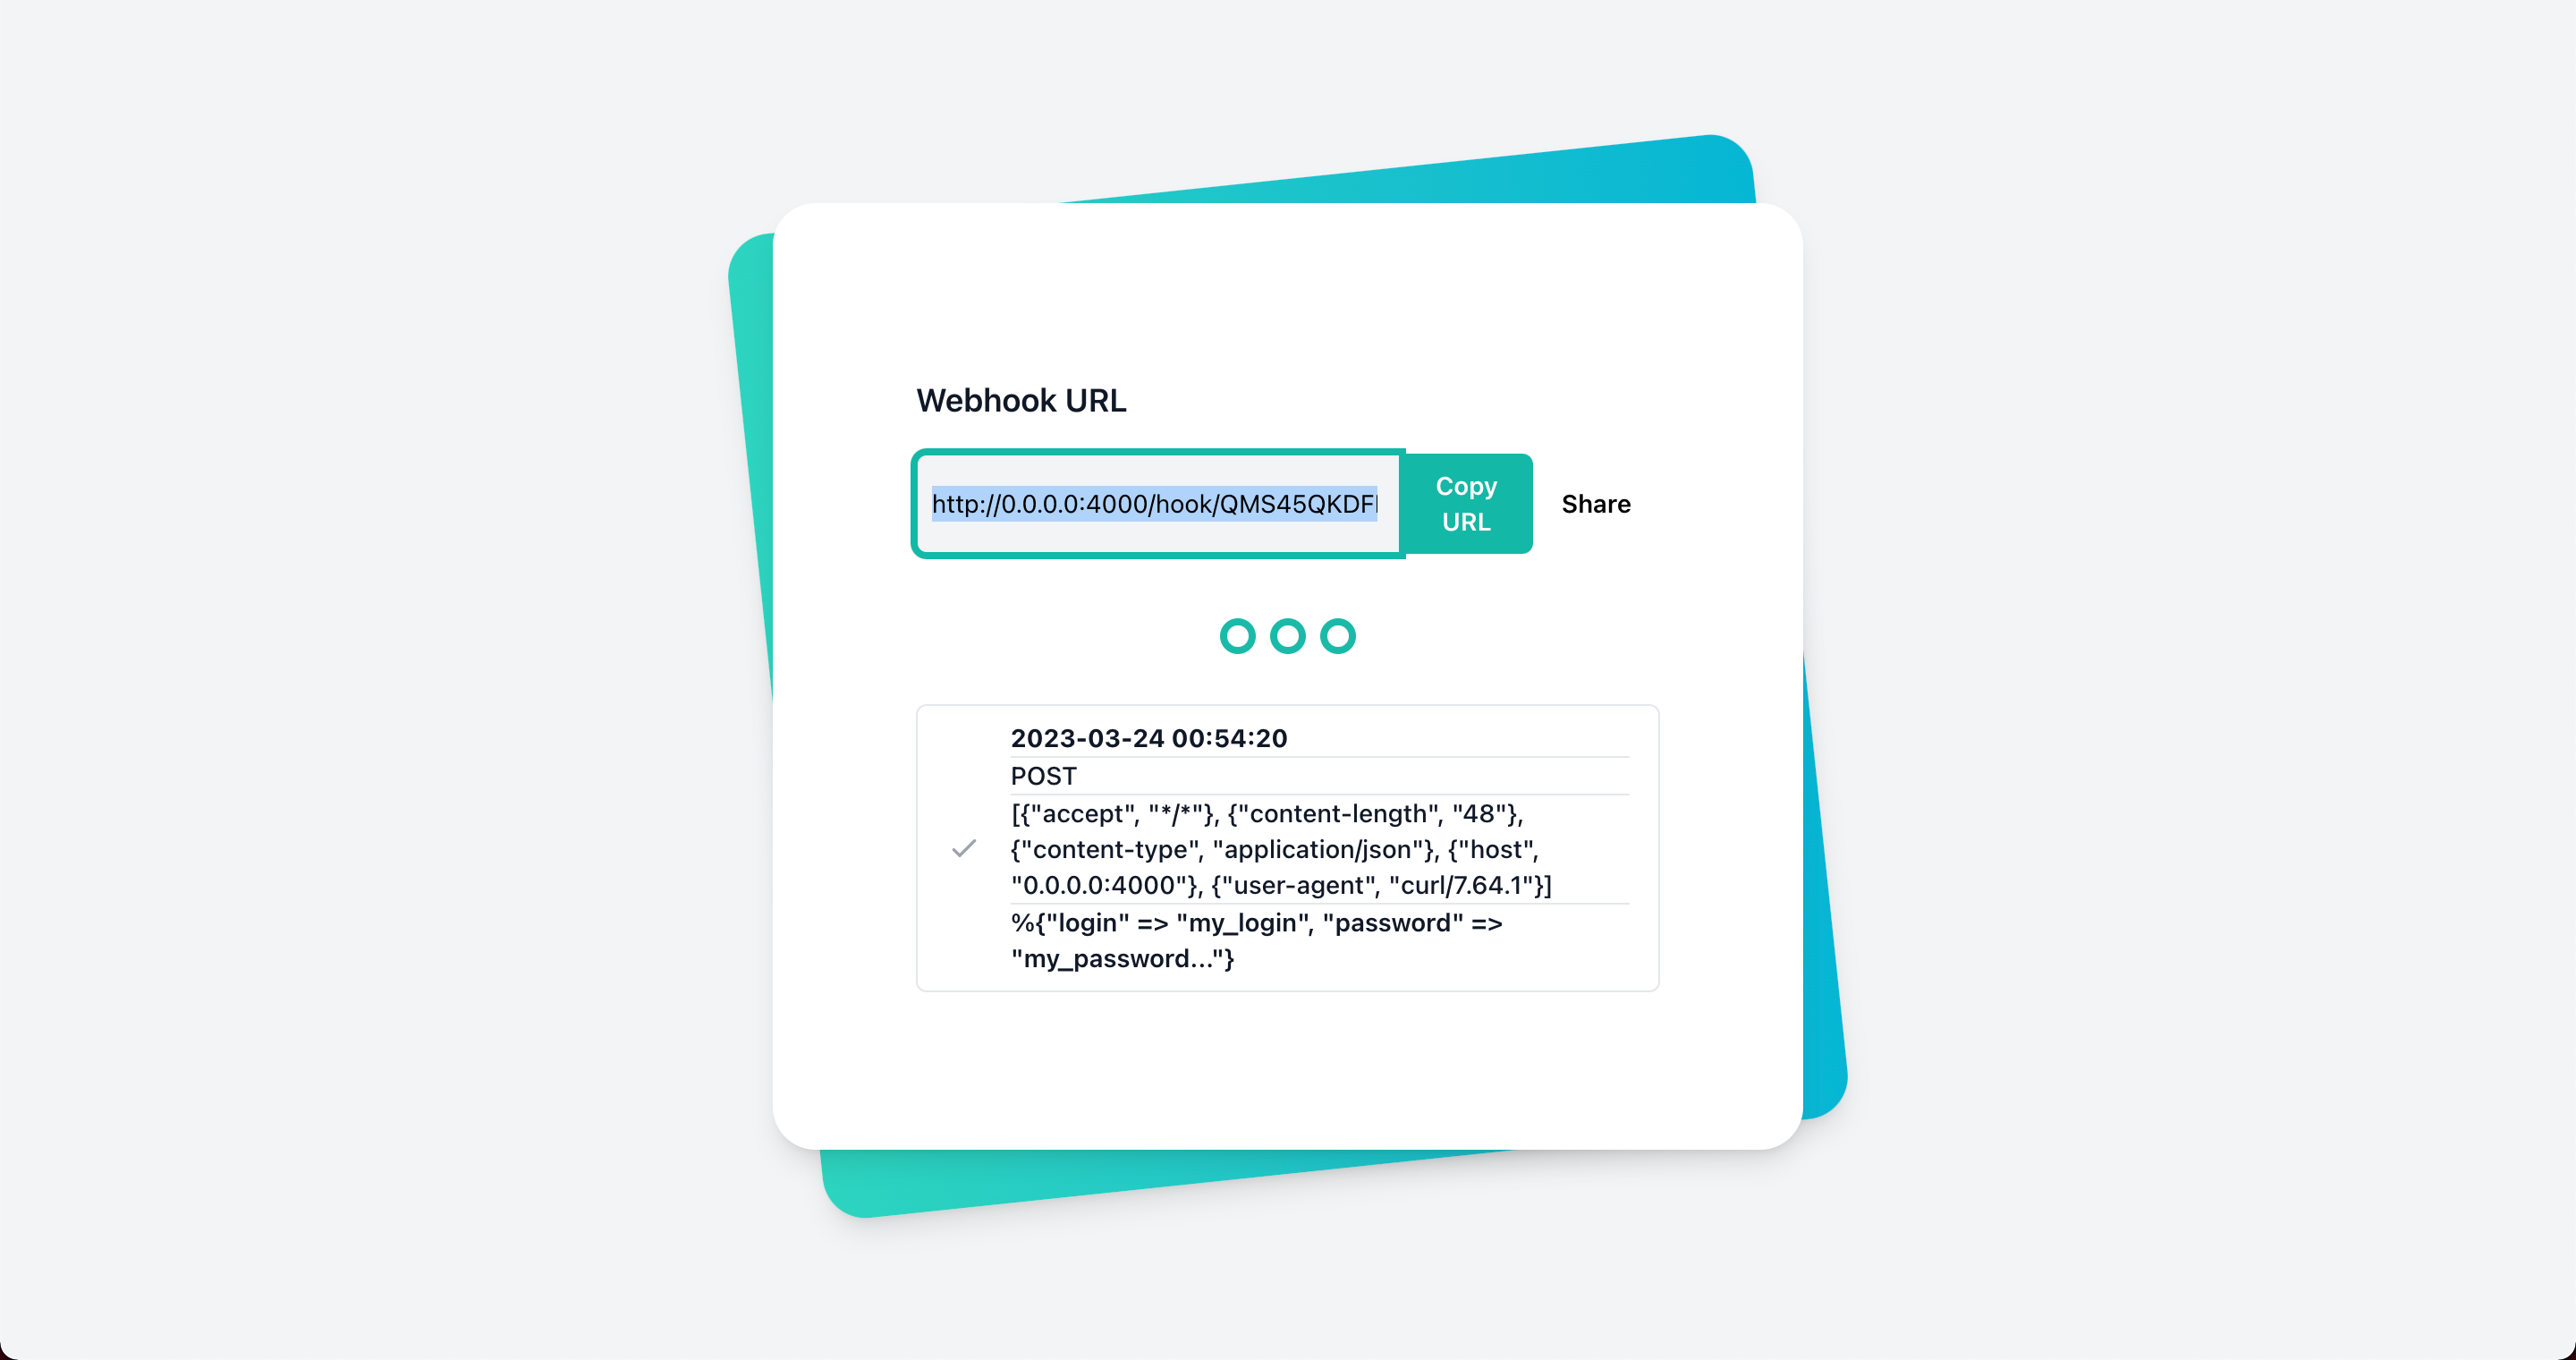 Webhook URL
http://0.0.0.0:4000/hook/QMS45QKDF
Copy
URL
Share
2023-03-24 00:54:20
POST
[{"accept", "*/*"}, {"content-length", "48"},
{"content-type", "application/json"}, {"host",
"0.0.0.0:4000"}, {"user-agent", "curl/7.64.1"}]
%{"login" => "my_login", "password" =>
"my_password..."}